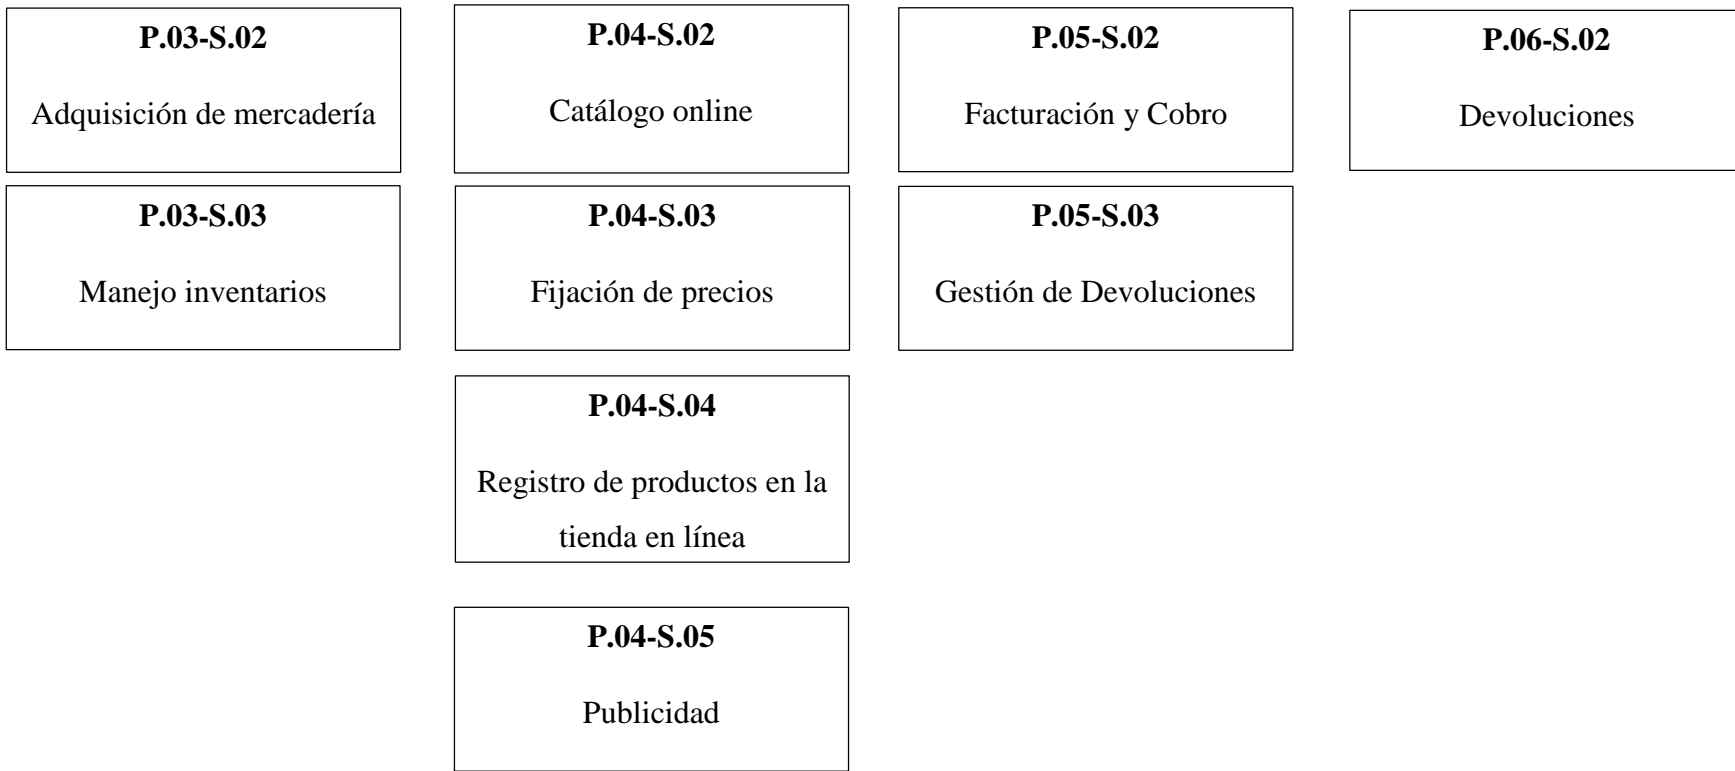 P.03-S.02
Adquisición de mercadería
P.04-S.02
Catálogo online
P.05-S.02
Facturación y Cobro
P.06-S.02
Devoluciones
P.03-S.03
Manejo inventarios
P.04-S.03
Fijación de precios
P.05-S.03
Gestión de Devoluciones
P.04-S.04
Registro de productos en la
tienda en línea
P.04-S.05
Publicidad